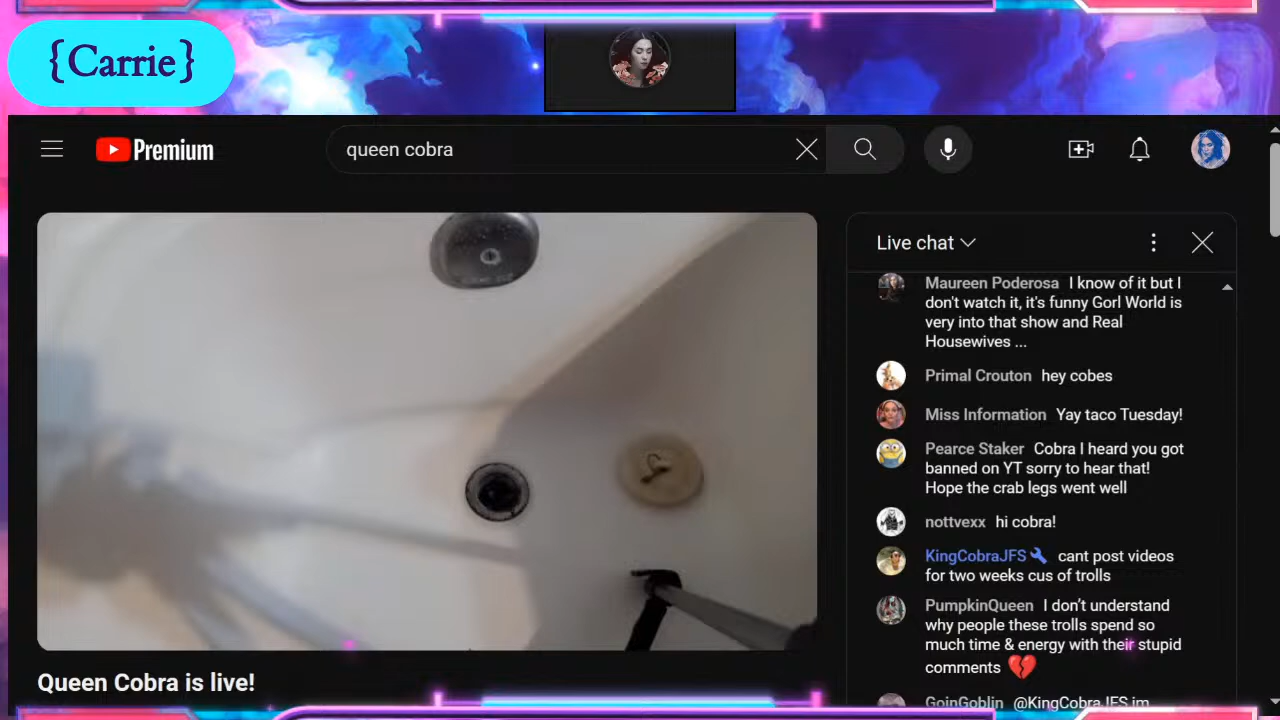 {Carrie}
Premium
queen cobra
Live chat
Maureen Poderosa I know of it but I
don't watch it, it's funny Gorl World is
very into that show and Real
Housewives ...
Primal Crouton hey cobes
Miss Information Yay taco Tuesday!
Pearce Staker Cobra I heard you got
banned on YT sorry to hear that!
Hope the crab legs went well
nottvexx hi cobra!
KingCobraJFS cant post videos
for two weeks cus of trolls
PumpkinQueen I don't understand
why people these trolls spend so
much time & energy with their stupid
comments
GoinGoblin @KingCobraJFS im
Queen Cobra is live!